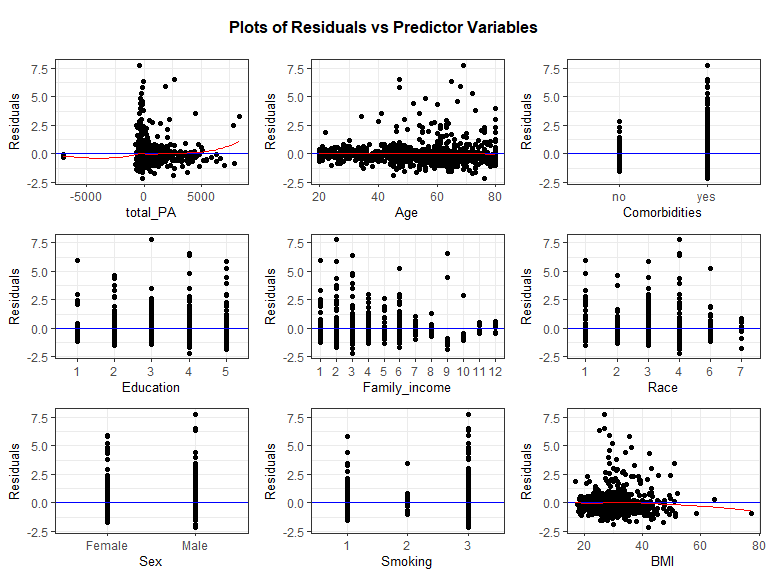 Plots of Residuals vs Predictor Variables
7.5
5.0
2.5
0.0
-2.5
Residuals
-5000 0 5000
total_PA
7.5
5.0
2.5
0.0
-2.5
Residuals
20 40 60 80
Age
7.5
5.0
2.5
0.0
-2.5
Residuals
no yes
Comorbidities
7.5
5.0
2.5
0.0
-2.5
Residuals
1 2 3 4 5
Education
7.5
5.0
2.5
0.0
-2.5
Residuals
1 2 3 4 5 6 7 8 9 10 11 12
Family_income
7.5
5.0
2.5
0.0
-2.5
Residuals
1 2 3 4 6 7
Race
7.5
5.0
2.5
0.0
-2.5
Residuals
Female Male
Sex
7.5
5.0
2.5
0.0
-2.5
Residuals
1 2 3
Smoking
7.5
5.0
2.5
0.0
-2.5
Residuals
20 40 60 80
BMI